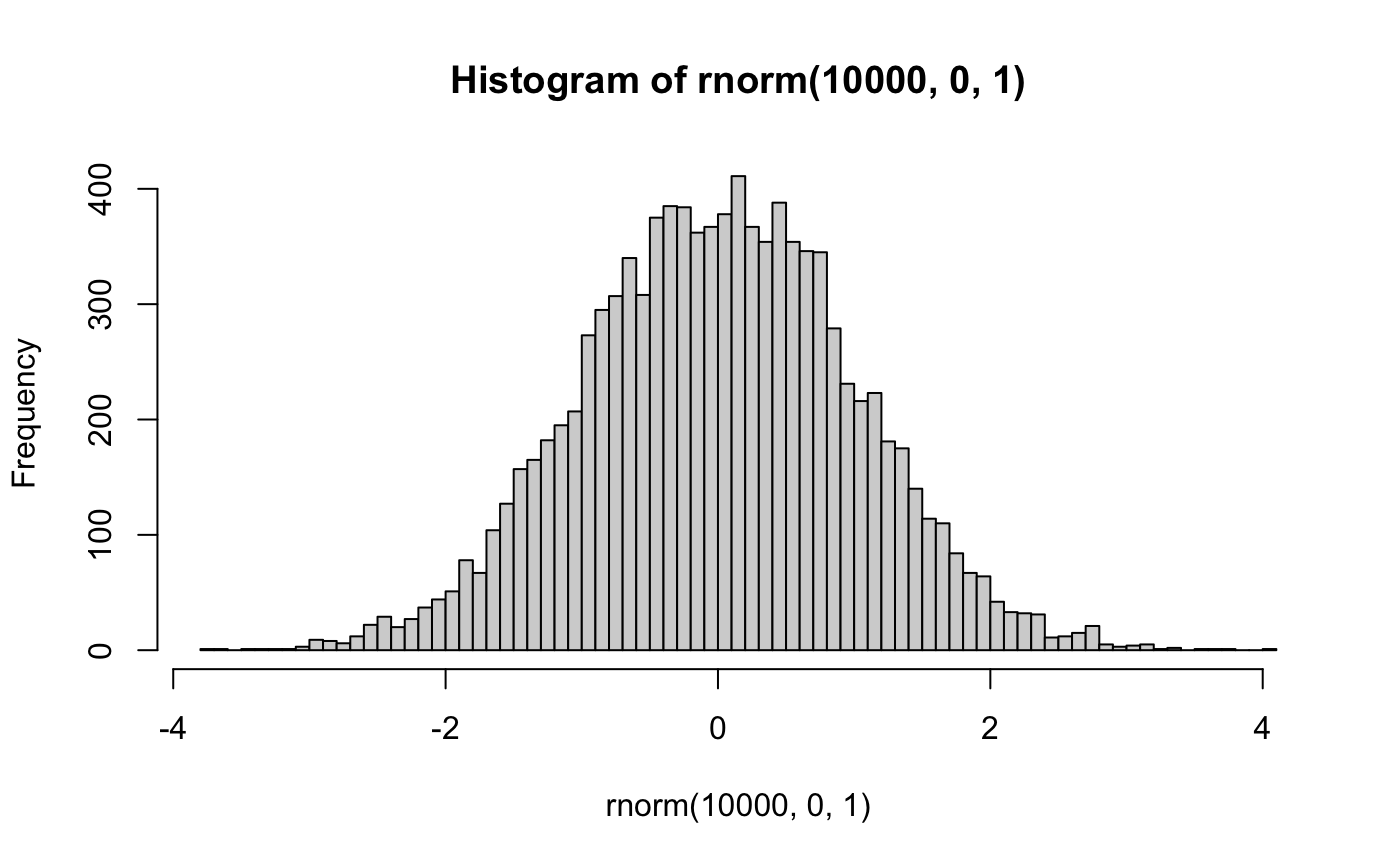 Histogram of rnorm(10000, 0, 1)
Frequency
400
300
200
100
0
-4 -2 0 2 4
rnorm(10000, 0, 1)